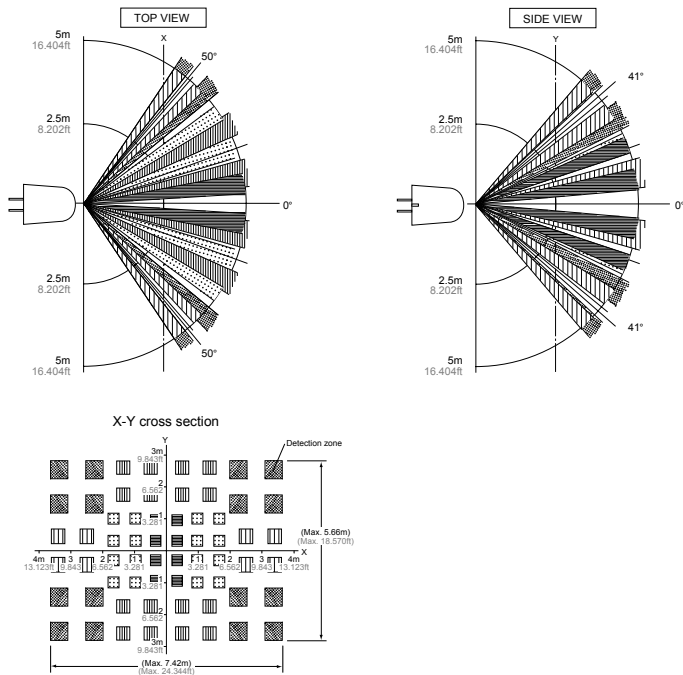 TOP VIEW
5m
16.404ft
X
50°
2.5m
8.202ft
0°
2.5m
8.202ft
5m
16.404ft
50°
SIDE VIEW
5m
16.404ft
Y
41°
2.5m
8.202ft
0°
2.5m
8.202ft
5m
16.404ft
41°
X-Y cross section
Y
3m
9.843ft
Detection zone
2
6.562
1
3.281
(Max. 5.66m)
(Max. 18.570ft)
X
4m 3 2 1 1 2 3 4m
13.123ft 9.843 6.562 3.281 3.281 6.562 9.843 13.123ft
1
3.281
2
6.562
3m
9.843ft
(Max. 7.42m)
(Max. 24.344ft)